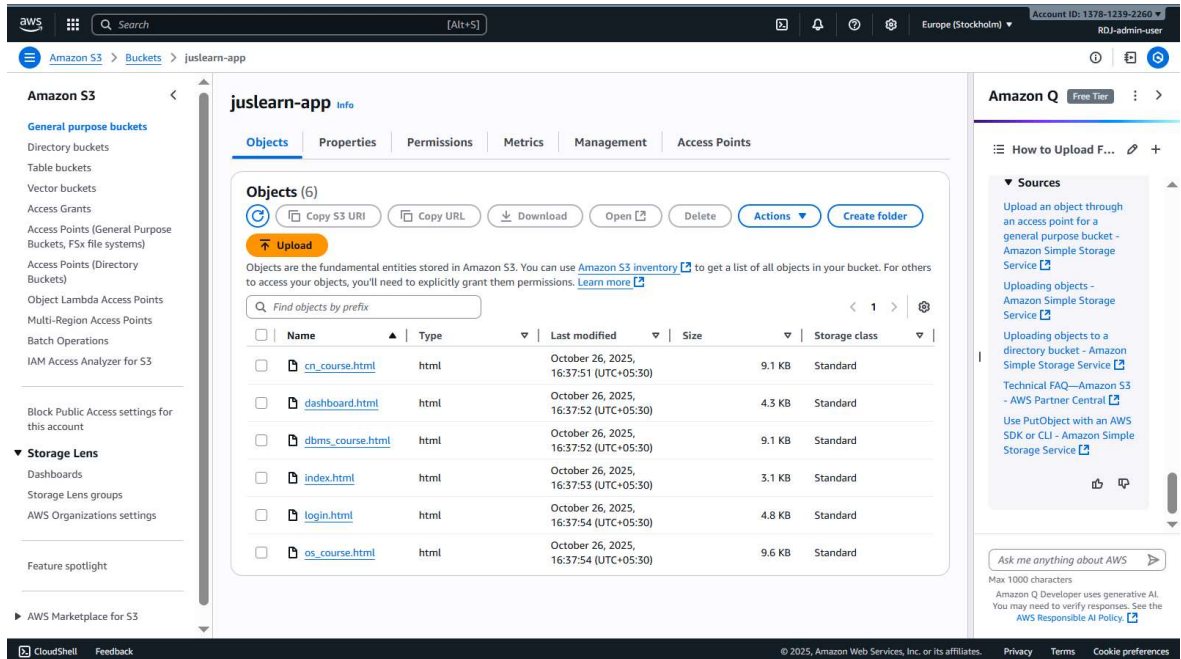 aws
Search
[Alt+S]
Europe (Stockholm) ▼
Account ID: 1378-1239-2260 ▼
RDJ-admin-user
Amazon S3 > Buckets > juslearn-app
Amazon S3
General purpose buckets
Directory buckets
Table buckets
Vector buckets
Access Grants
Access Points (General Purpose
Buckets, FSx file systems)
Access Points (Directory
Buckets)
Object Lambda Access Points
Multi-Region Access Points
Batch Operations
IAM Access Analyzer for S3
Block Public Access settings for
this account
▼ Storage Lens
Dashboards
Storage Lens groups
AWS Organizations settings
Feature spotlight
▶ AWS Marketplace for S3
juslearn-app Info
Objects Properties Permissions Metrics Management Access Points
Objects (6)
Copy S3 URI Copy URL Download Open Delete Actions ▼ Create folder
Upload
Objects are the fundamental entities stored in Amazon S3. You can use Amazon S3 inventory to get a list of all objects in your bucket. For others
to access your objects, you'll need to explicitly grant them permissions. Learn more
Find objects by prefix
< 1 >
Name Type Last modified Size Storage class
cn_course.html html October 26, 2025, 9.1 KB Standard
16:37:51 (UTC+05:30)
dashboard.html html October 26, 2025, 4.3 KB Standard
16:37:52 (UTC+05:30)
dbms_course.html html October 26, 2025, 9.1 KB Standard
16:37:52 (UTC+05:30)
index.html html October 26, 2025, 3.1 KB Standard
16:37:53 (UTC+05:30)
login.html html October 26, 2025, 4.8 KB Standard
16:37:54 (UTC+05:30)
os_course.html html October 26, 2025, 9.6 KB Standard
16:37:54 (UTC+05:30)
Amazon Q Free Tier
How to Upload F...
▼ Sources
Upload an object through
an access point for a
general purpose bucket -
Amazon Simple Storage
Service
Uploading objects -
Amazon Simple Storage
Service
Uploading objects to a
directory bucket - Amazon
Simple Storage Service
Technical FAQ—Amazon S3
- AWS Partner Central
Use PutObject with an AWS
SDK or CLI - Amazon Simple
Storage Service
Ask me anything about AWS
Max 1000 characters
Amazon Q Developer uses generative AI.
You may need to verify responses. See the
AWS Responsible AI Policy.
CloudShell Feedback
© 2025, Amazon Web Services, Inc. or its affiliates. Privacy Terms Cookie preferences